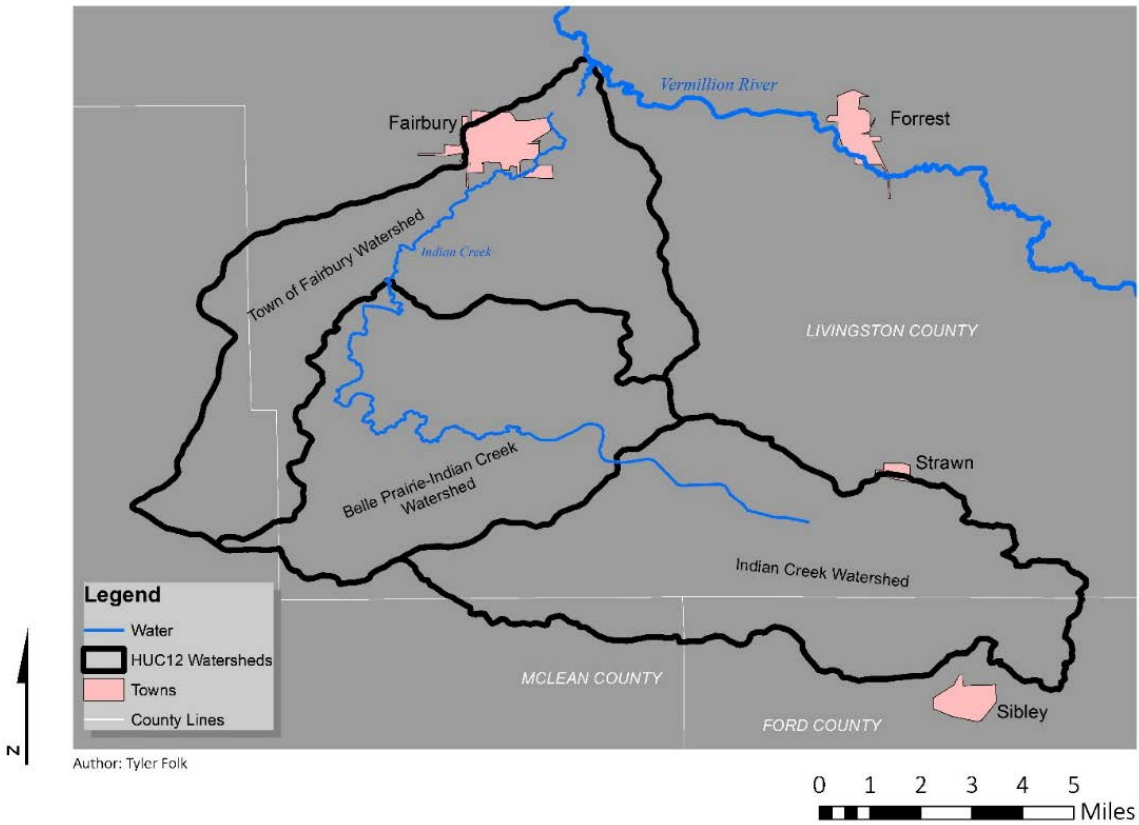 Vermillion River
Fairbury
Forrest
Town of Fairbury Watershed
Indian Creek
LIVINGSTON COUNTY
Strawn
Belle Prairie-Indian Creek
Watershed
Indian Creek Watershed
Legend
Water
HUC12 Watersheds
Towns
County Lines
MCLEAN COUNTY
FORD COUNTY
Sibley
N
Author: Tyler Folk
0 1 2 3 4 5
Miles